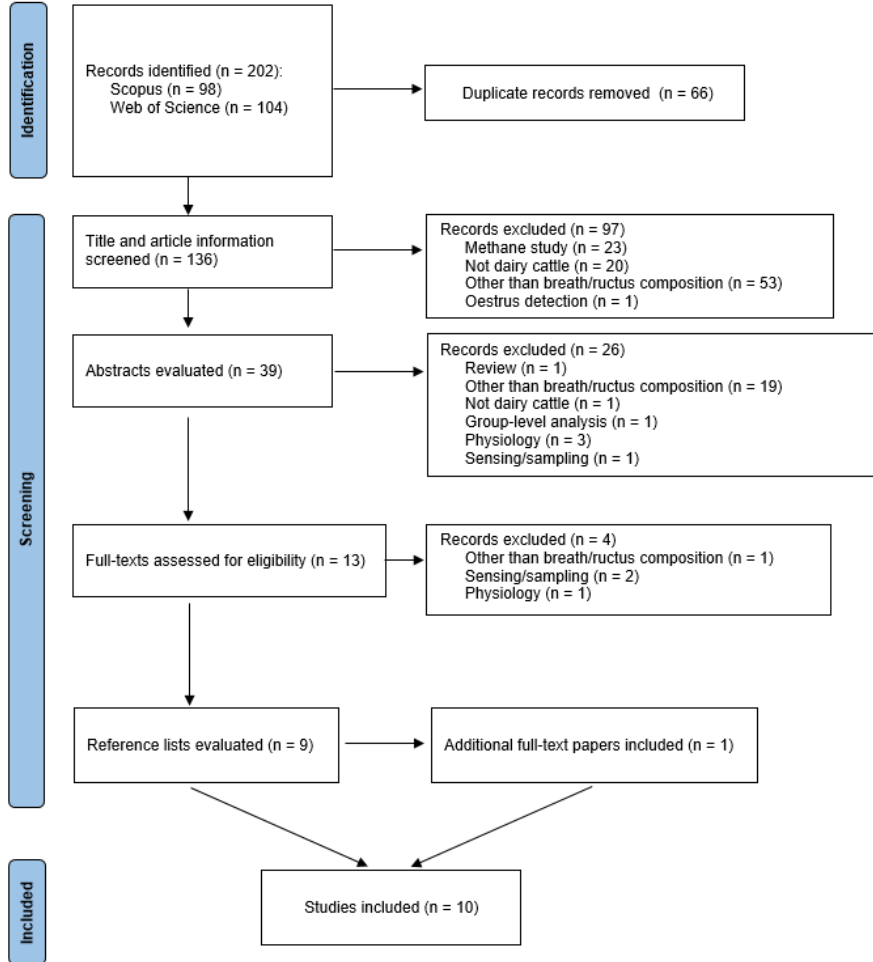 Identification
Records identified (n = 202):
Scopus (n = 98)
Web of Science (n = 104)
Duplicate records removed (n = 66)
Screening
Title and article information
screened (n = 136)
Records excluded (n = 97)
Methane study (n = 23)
Not dairy cattle (n = 20)
Other than breath/ructus composition (n = 53)
Oestrus detection (n = 1)
Abstracts evaluated (n = 39)
Records excluded (n = 26)
Review (n = 1)
Other than breath/ructus composition (n = 19)
Not dairy cattle (n = 1)
Group-level analysis (n = 1)
Physiology (n = 3)
Sensing/sampling (n = 1)
Full-texts assessed for eligibility (n = 13)
Records excluded (n = 4)
Other than breath/ructus composition (n = 1)
Sensing/sampling (n = 2)
Physiology (n = 1)
Reference lists evaluated (n = 9)
Additional full-text papers included (n = 1)
Included
Studies included (n = 10)